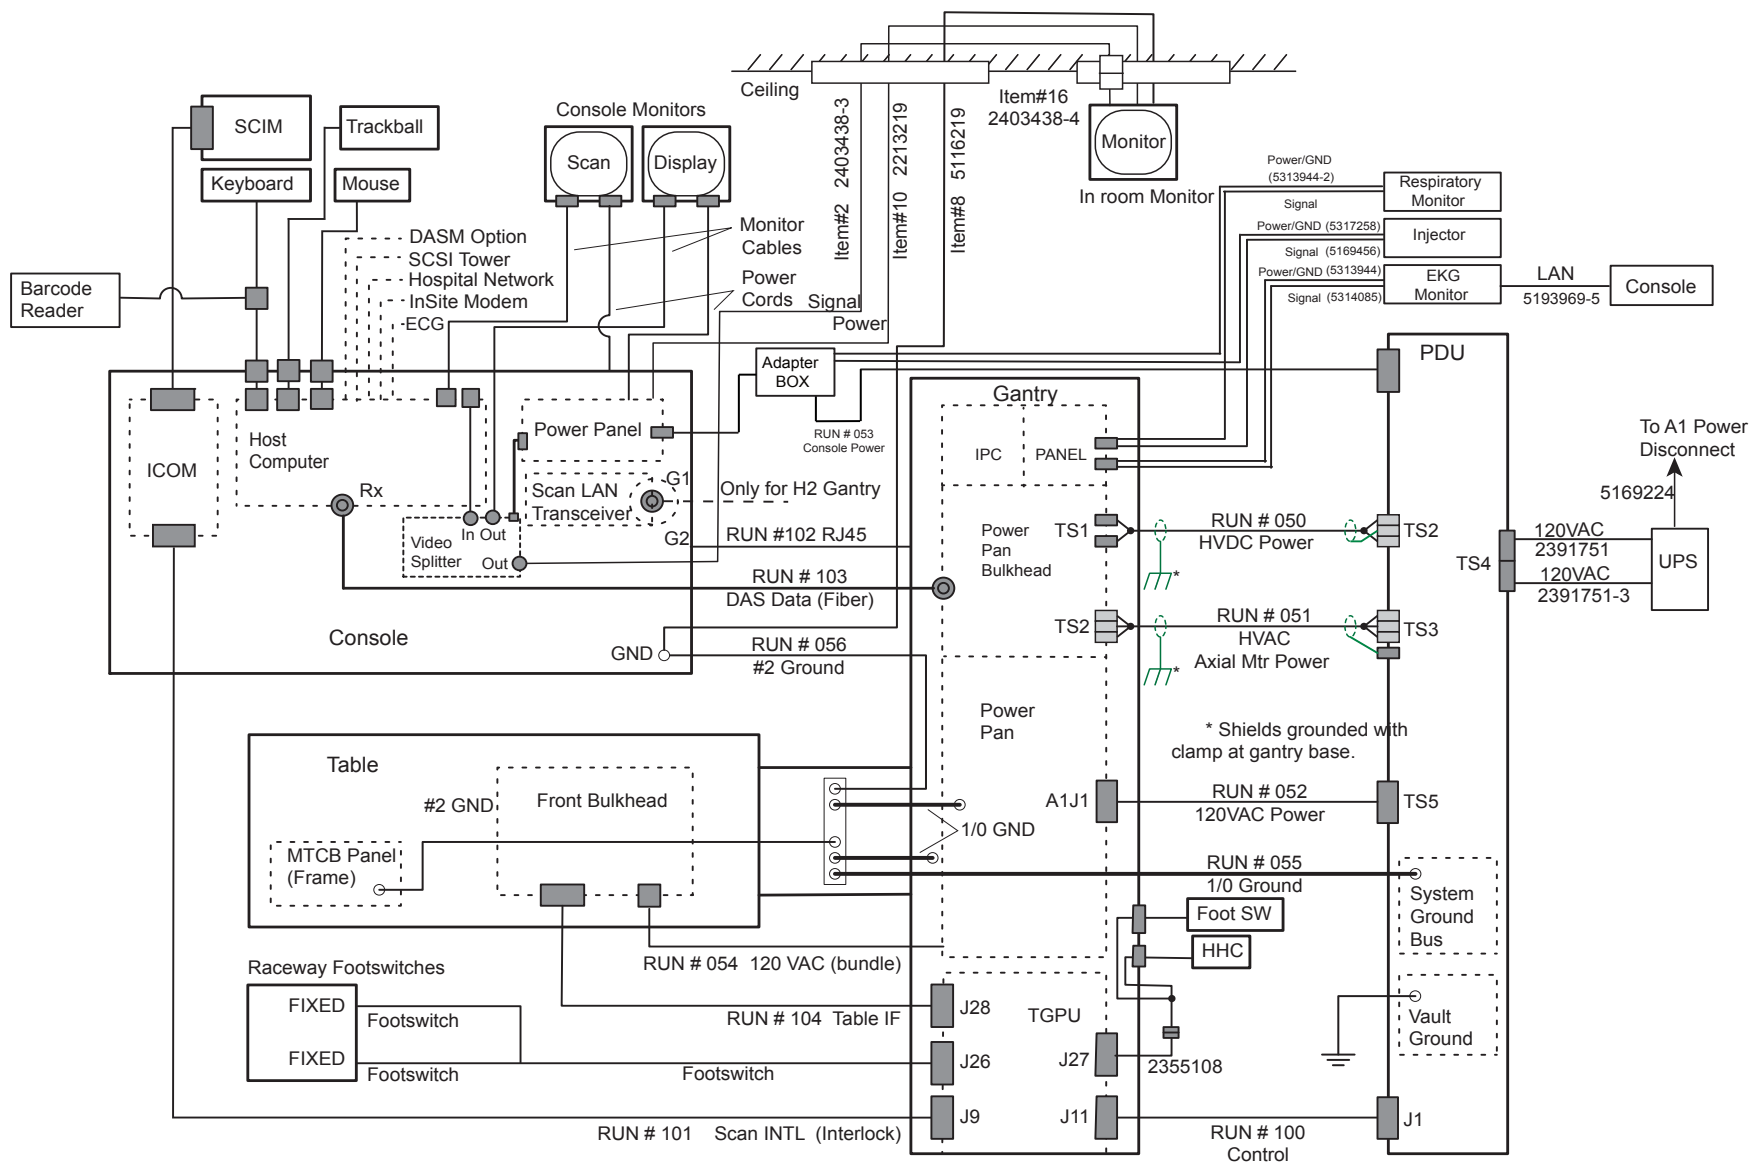 Ceiling
Item#2 2403438-3
Item#10 2213219
Item#8 5116219
Item#16
2403438-4
Monitor
In room Monitor
SCIM
Trackball
Keyboard
Mouse
Console Monitors
Scan
Display
Monitor
Cables
Power
Cords
Signal
Power
DASM Option
SCSI Tower
Hospital Network
InSite Modem
ECG
Barcode
Reader
Power/GND
(5313944-2)
Signal
Respiratory
Monitor
Power/GND (5317258)
Signal (5169456)
Injector
Power/GND (5313944)
Signal (5314085)
EKG
Monitor
LAN
5193969-5
Console
Adapter
BOX
RUN # 053
Console Power
PDU
Gantry
IPC
PANEL
ICOM
Host
Computer
Rx
Power Panel
Scan LAN
Transceiver
G1
G2
Only for H2 Gantry
Video
Splitter
In Out
Out
RUN #102 RJ45
RUN # 103
DAS Data (Fiber)
Console
GND
RUN # 056
#2 Ground
Power
Pan
Bulkhead
TS1
RUN # 050
HVDC Power
TS2
*
TS2
RUN # 051
HVAC
Axial Mtr Power
TS3
*
TS4
120VAC
2391751
120VAC
2391751-3
UPS
5169224
To A1 Power
Disconnect
Power
Pan
* Shields grounded with
clamp at gantry base.
Table
#2 GND
Front Bulkhead
MTCB Panel
(Frame)
1/0 GND
A1J1
RUN # 052
120VAC Power
TS5
RUN # 055
1/0 Ground
System
Ground
Bus
Foot SW
HHC
RUN # 054 120 VAC (bundle)
Raceway Footswitches
FIXED
Footswitch
FIXED
Footswitch
Footswitch
RUN # 104 Table IF
J28
TGPU
J26
J27
2355108
Vault
Ground
J9
J11
J1
RUN # 101 Scan INTL (Interlock)
RUN # 100
Control